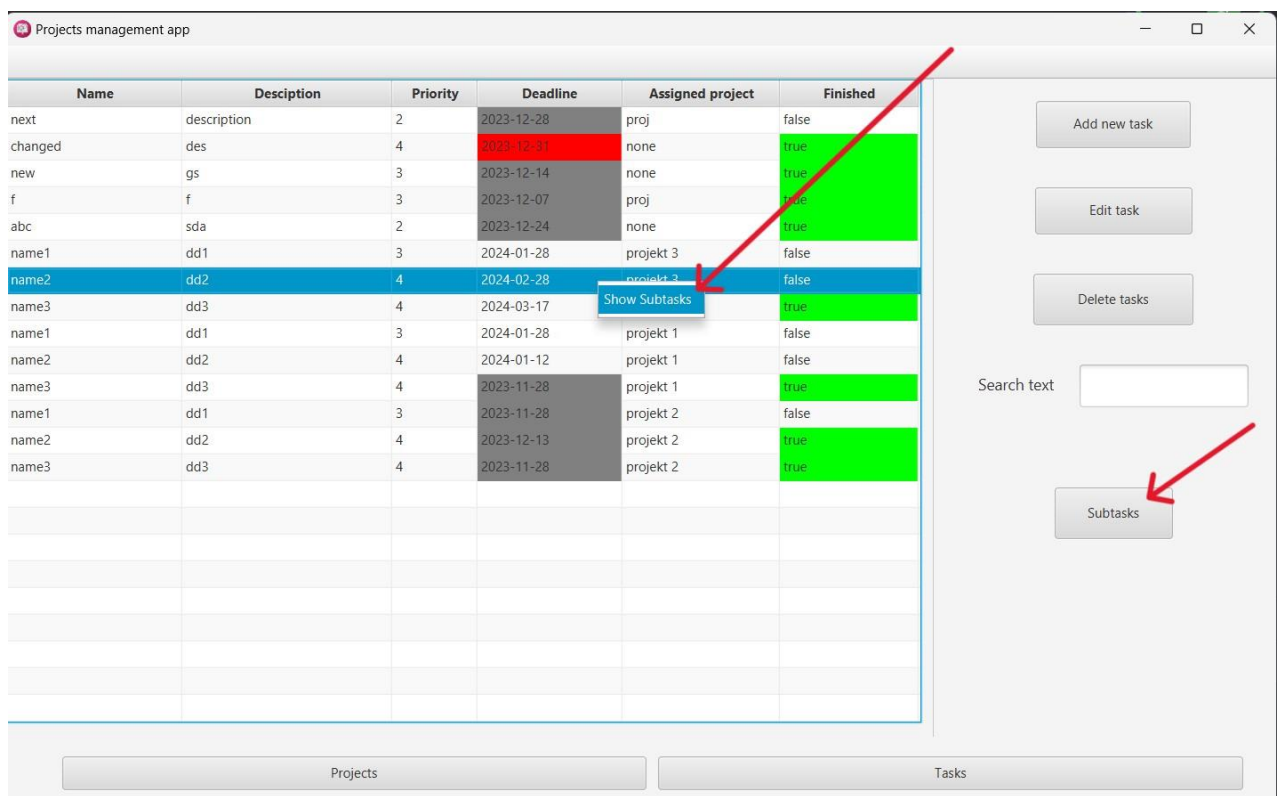 Projects management app
Name Desciption Priority Deadline Assigned project Finished
next description 2 2023-12-28 proj false
changed des 4 2023-12-31 none true
new gs 3 2023-12-14 none true
f f 3 2023-12-07 proj true
abc sda 2 2023-12-24 none true
name1 dd1 3 2024-01-28 projekt 3 false
name2 dd2 4 2024-02-28 projekt 3 false
Show Subtasks
name3 dd3 4 2024-03-17 true
name1 dd1 3 2024-01-28 projekt 1 false
name2 dd2 4 2024-01-12 projekt 1 false
name3 dd3 4 2023-11-28 projekt 1 true
name1 dd1 3 2023-11-28 projekt 2 false
name2 dd2 4 2023-12-13 projekt 2 true
name3 dd3 4 2023-11-28 projekt 2 true
Add new task
Edit task
Delete tasks
Search text
Subtasks
Projects
Tasks